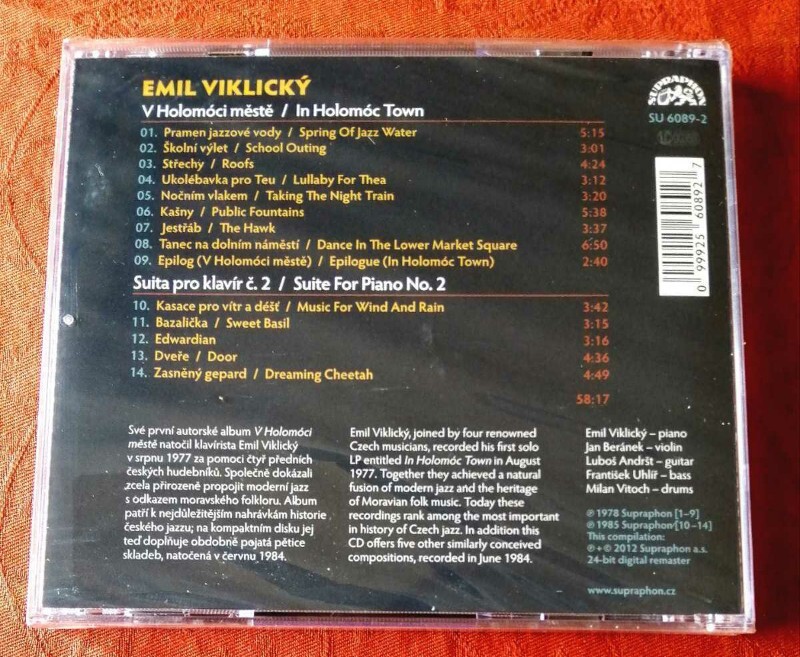 EMIL VIKLICKÝ
V Holomóci městě / In Holomóc Town
01. Pramen jazzové vody / Spring Of Jazz Water 5:15
02. Školní výlet / School Outing 3:01
03. Střechy / Roofs 4:24
04. Ukolébavka pro Teu / Lullaby For Thea 3:12
05. Nočním vlakem / Taking The Night Train 3:20
06. Kašny / Public Fountains 5:38
07. Jestřáb / The Hawk 3:37
08. Tanec na dolním náměstí / Dance In The Lower Market Square 6:50
09. Epilog (V Holomóci městě) / Epilogue (In Holomóc Town) 2:40
Suita pro klavír č. 2 / Suite For Piano No. 2
10. Kasace pro vítr a déšť / Music For Wind And Rain 3:42
11. Bazalička / Sweet Basil 3:15
12. Edwardian 3:16
13. Dveře / Door 4:36
14. Zasněný gepard / Dreaming Cheetah 4:49
58:17
SUPRAPHON
SU 6089-2
0 99925 60892 7
Své první autorské album V Holomóci
městě natočil klavírista Emil Viklický
v srpnu 1977 za pomoci čtyř předních
českých hudebníků. Společně dokázali
zcela přirozeně propojit moderní jazz
s odkazem moravského folkloru. Album
patří k nejdůležitějším nahrávkám historie
českého jazzu; na kompaktním disku jej
teď doplňuje obdobně pojatá pětice
skladeb, natočená v červnu 1984.
Emil Viklický, joined by four renowned
Czech musicians, recorded his first solo
LP entitled In Holomóc Town in August
1977. Together they achieved a natural
fusion of modern jazz and the heritage
of Moravian folk music. Today these
recordings rank among the most important
in history of Czech jazz. In addition this
CD offers five other similarly conceived
compositions, recorded in June 1984.
Emil Viklický – piano
Jan Beránek – violin
Luboš Andršt – guitar
František Uhlíř – bass
Milan Vitoch – drums
℗ 1978 Supraphon [1–9]
℗ 1985 Supraphon [10–14]
This compilation:
℗ + © 2012 Supraphon a.s.
24-bit digital remaster
www.supraphon.cz